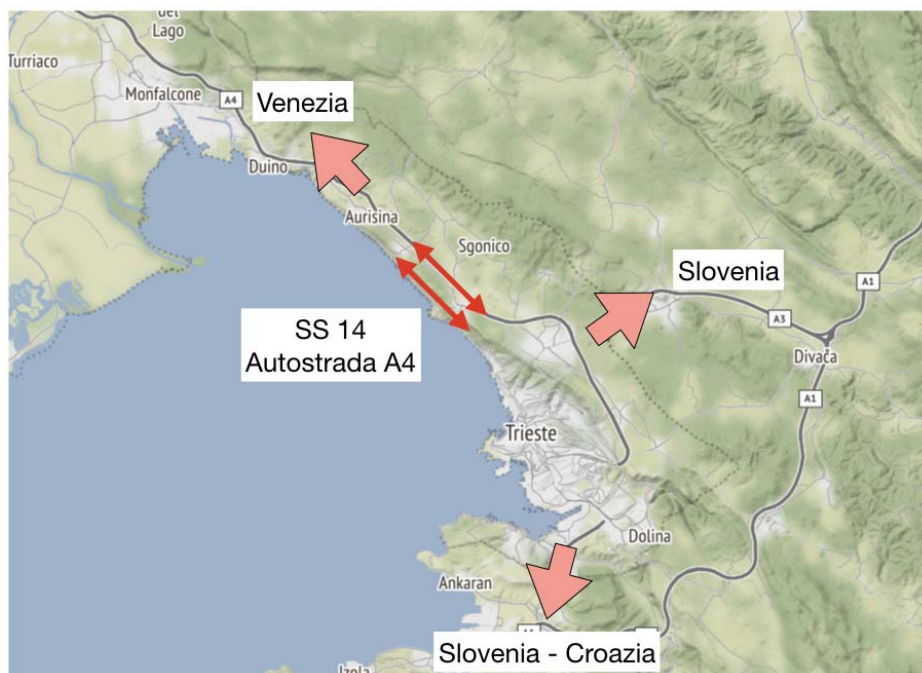 del
Lago
Turriaco
Monfalcone
A4
Venezia
Duino
Aurisina
Sgonico
Slovenia
A1
SS 14
Autostrada A4
A3
Divača
A1
Trieste
Dolina
Ankaran
Slovenia - Croazia
Izola